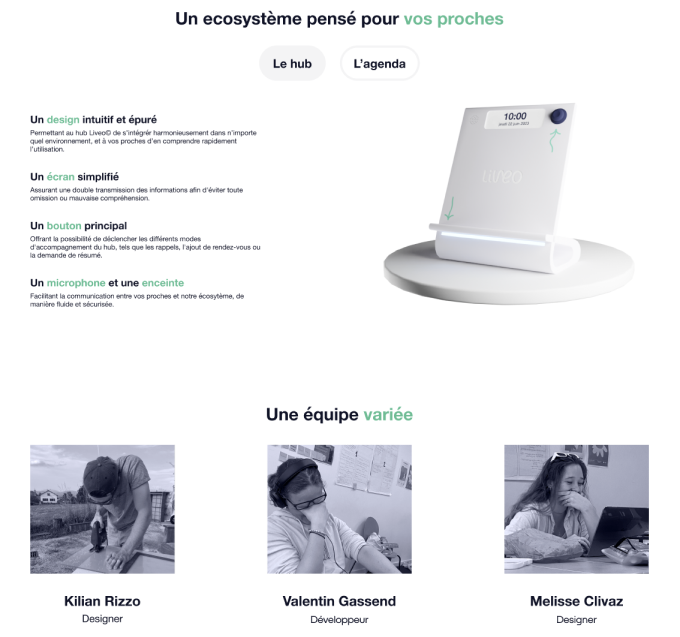 Un ecosystème pensé pour vos proches
Le hub
L'agenda
Un design intuitif et épuré
Permettant au hub Liveo© de s'intégrer harmonieusement dans n'importe
quel environnement, et à vos proches d'en comprendre rapidement
l'utilisation.
Un écran simplifié
Assurant une double transmission des informations afin d'éviter toute
omission ou mauvaise compréhension.
Un bouton principal
Offrant la possibilité de déclencher les différents modes
d'accompagnement du hub, tels que les rappels, l'ajout de rendez-vous ou
la demande de résumé.
Un microphone et une enceinte
Facilitant la communication entre vos proches et notre écosytème, de
manière fluide et sécurisée.
10:00
Liveo
Une équipe variée
Kilian Rizzo
Designer
Valentin Gassend
Développeur
Melisse Clivaz
Designer